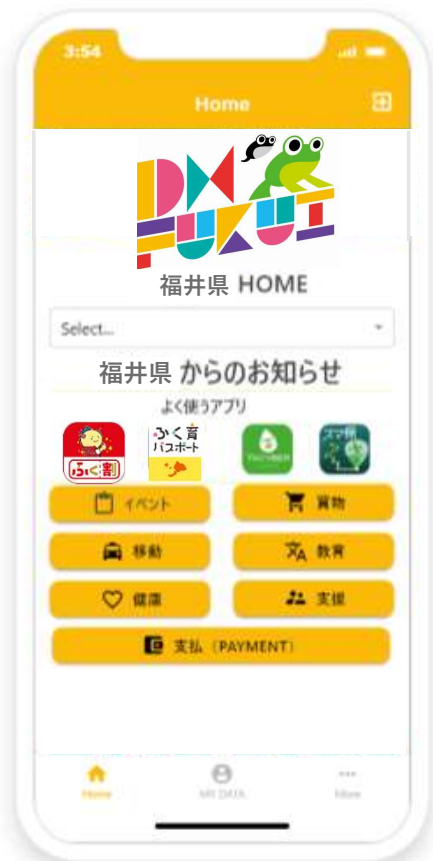 3:54
Home
DX
FUKUI
福井県 HOME
Select...
福井県 からのお知らせ
よく使うアプリ
ふく割
ふく育
パスポート
イベント
買物
移動
教育
健康
支援
支払（PAYMENT）
Home
MY DATA
More